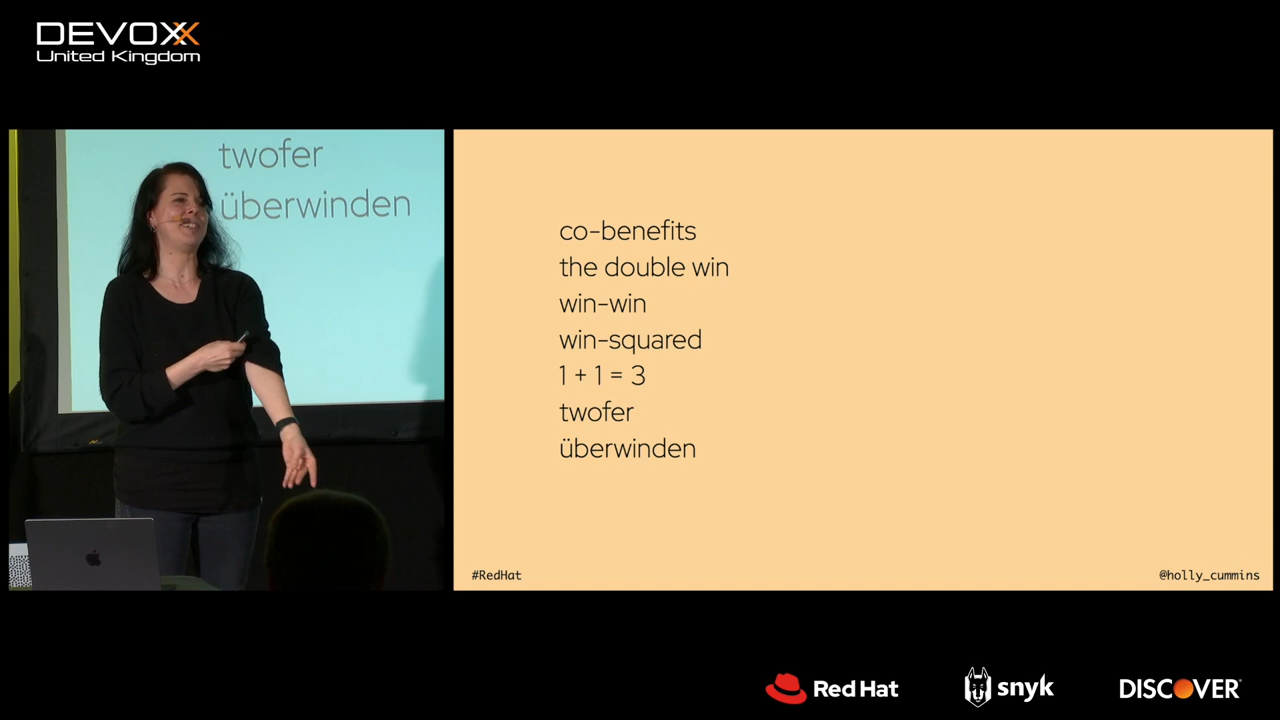 DEVOXX
United Kingdom
twofer
überwinden
co-benefits
the double win
win-win
win-squared
1 + 1 = 3
twofer
überwinden
#RedHat
@holly_cummins
Red Hat
snyk
DISCOVER